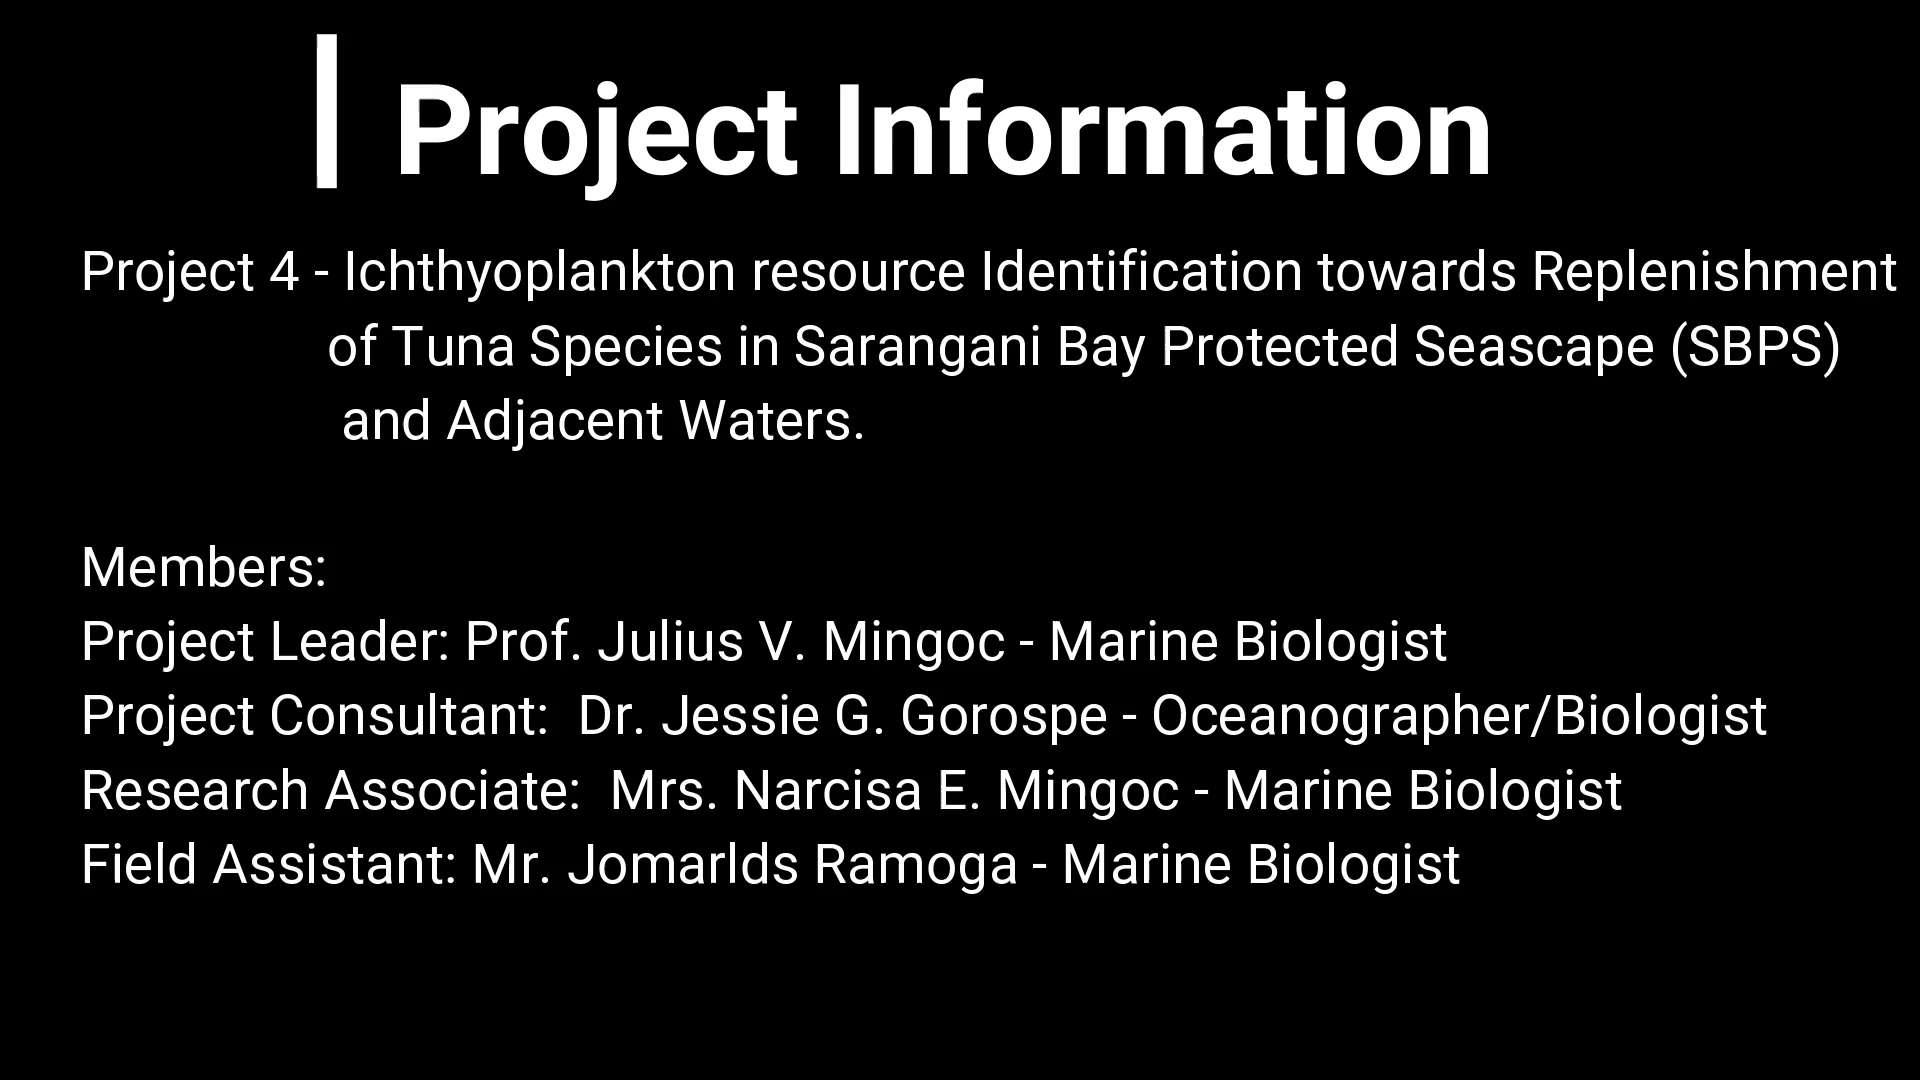 Project Information
Project 4 - Ichthyoplankton resource Identification towards Replenishment
of Tuna Species in Sarangani Bay Protected Seascape (SBPS)
and Adjacent Waters.
Members:
Project Leader: Prof. Julius V. Mingoc - Marine Biologist
Project Consultant:  Dr. Jessie G. Gorospe - Oceanographer/Biologist
Research Associate:  Mrs. Narcisa E. Mingoc - Marine Biologist
Field Assistant: Mr. Jomarlds Ramoga - Marine Biologist